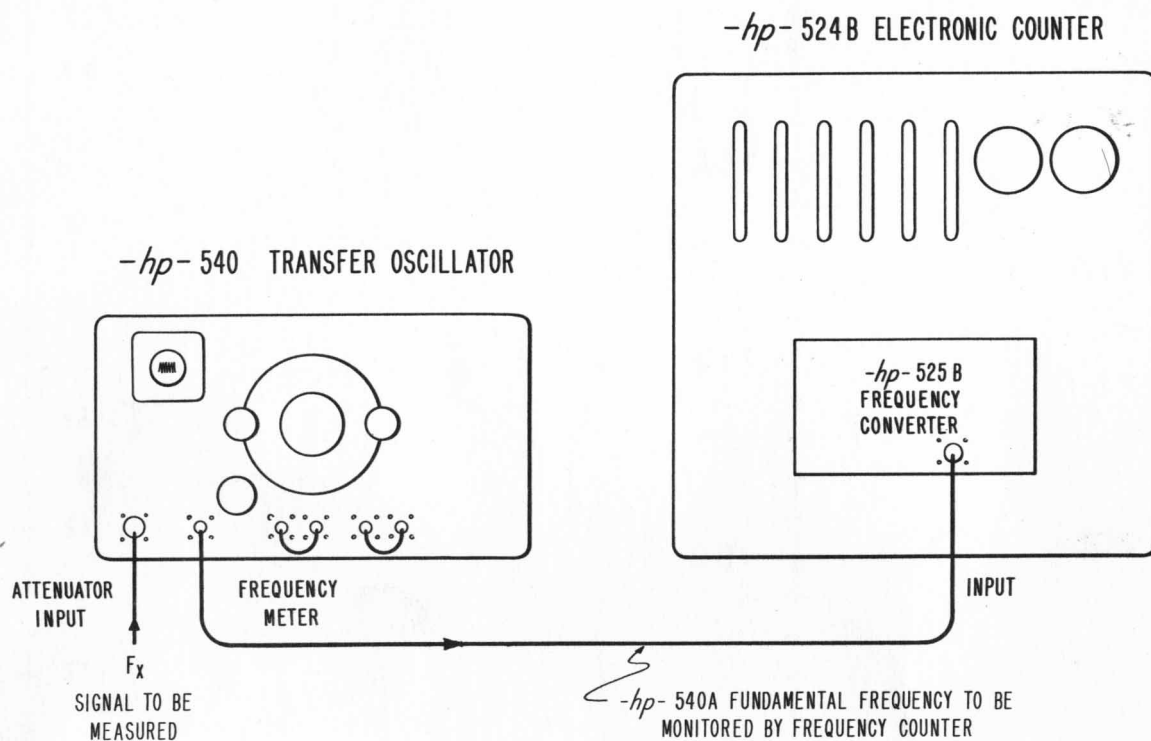 -hp- 524B ELECTRONIC COUNTER
-hp- 540 TRANSFER OSCILLATOR
-hp- 525 B
FREQUENCY
CONVERTER
ATTENUATOR
INPUT
FREQUENCY
METER
INPUT
Fx
SIGNAL TO BE
MEASURED
-hp- 540A FUNDAMENTAL FREQUENCY TO BE
MONITORED BY FREQUENCY COUNTER